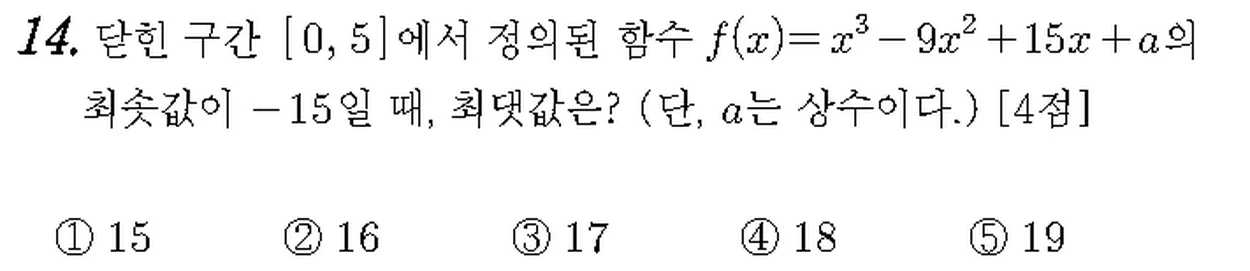 14. 닫힌 구간 [0, 5]에서 정의된 함수 f(x)=x³−9x²+15x+a의
최솟값이 −15일 때, 최댓값은? (단, a는 상수이다.) [4점]
① 15 ② 16 ③ 17 ④ 18 ⑤ 19